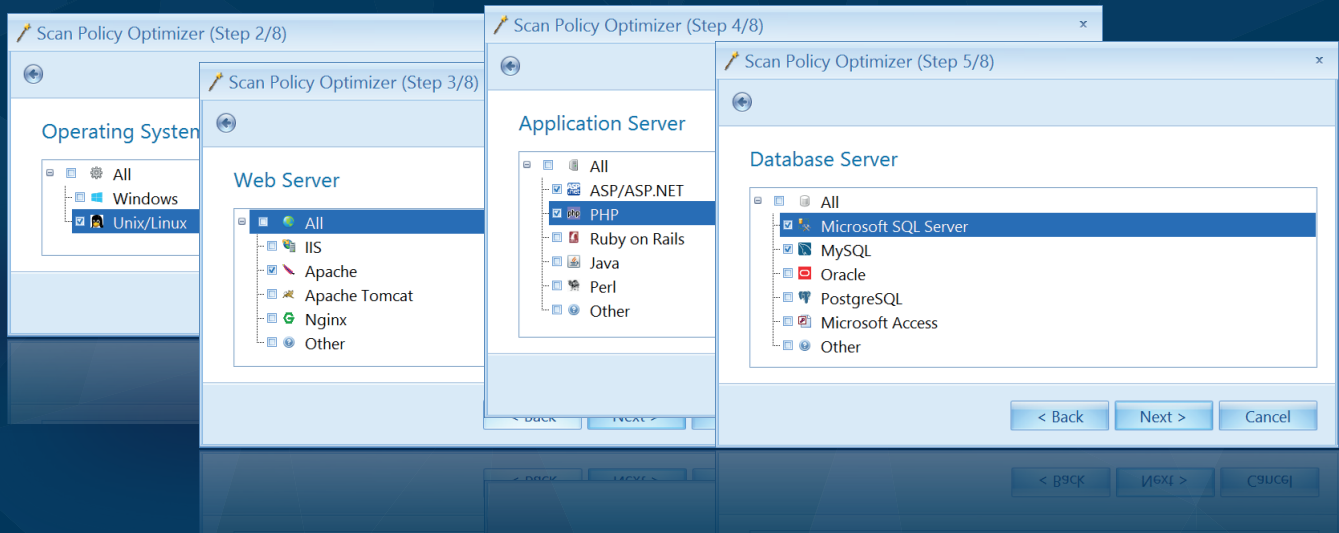 Scan Policy Optimizer (Step 2/8)
Operating System
All
Windows
Unix/Linux
Scan Policy Optimizer (Step 3/8)
Web Server
All
IIS
Apache
Apache Tomcat
Nginx
Other
< Back
Next >
Scan Policy Optimizer (Step 4/8)
x
Application Server
All
ASP/ASP.NET
PHP
Ruby on Rails
Java
Perl
Other
Scan Policy Optimizer (Step 5/8)
x
Database Server
All
Microsoft SQL Server
MySQL
Oracle
PostgreSQL
Microsoft Access
Other
< Back
Next >
Cancel